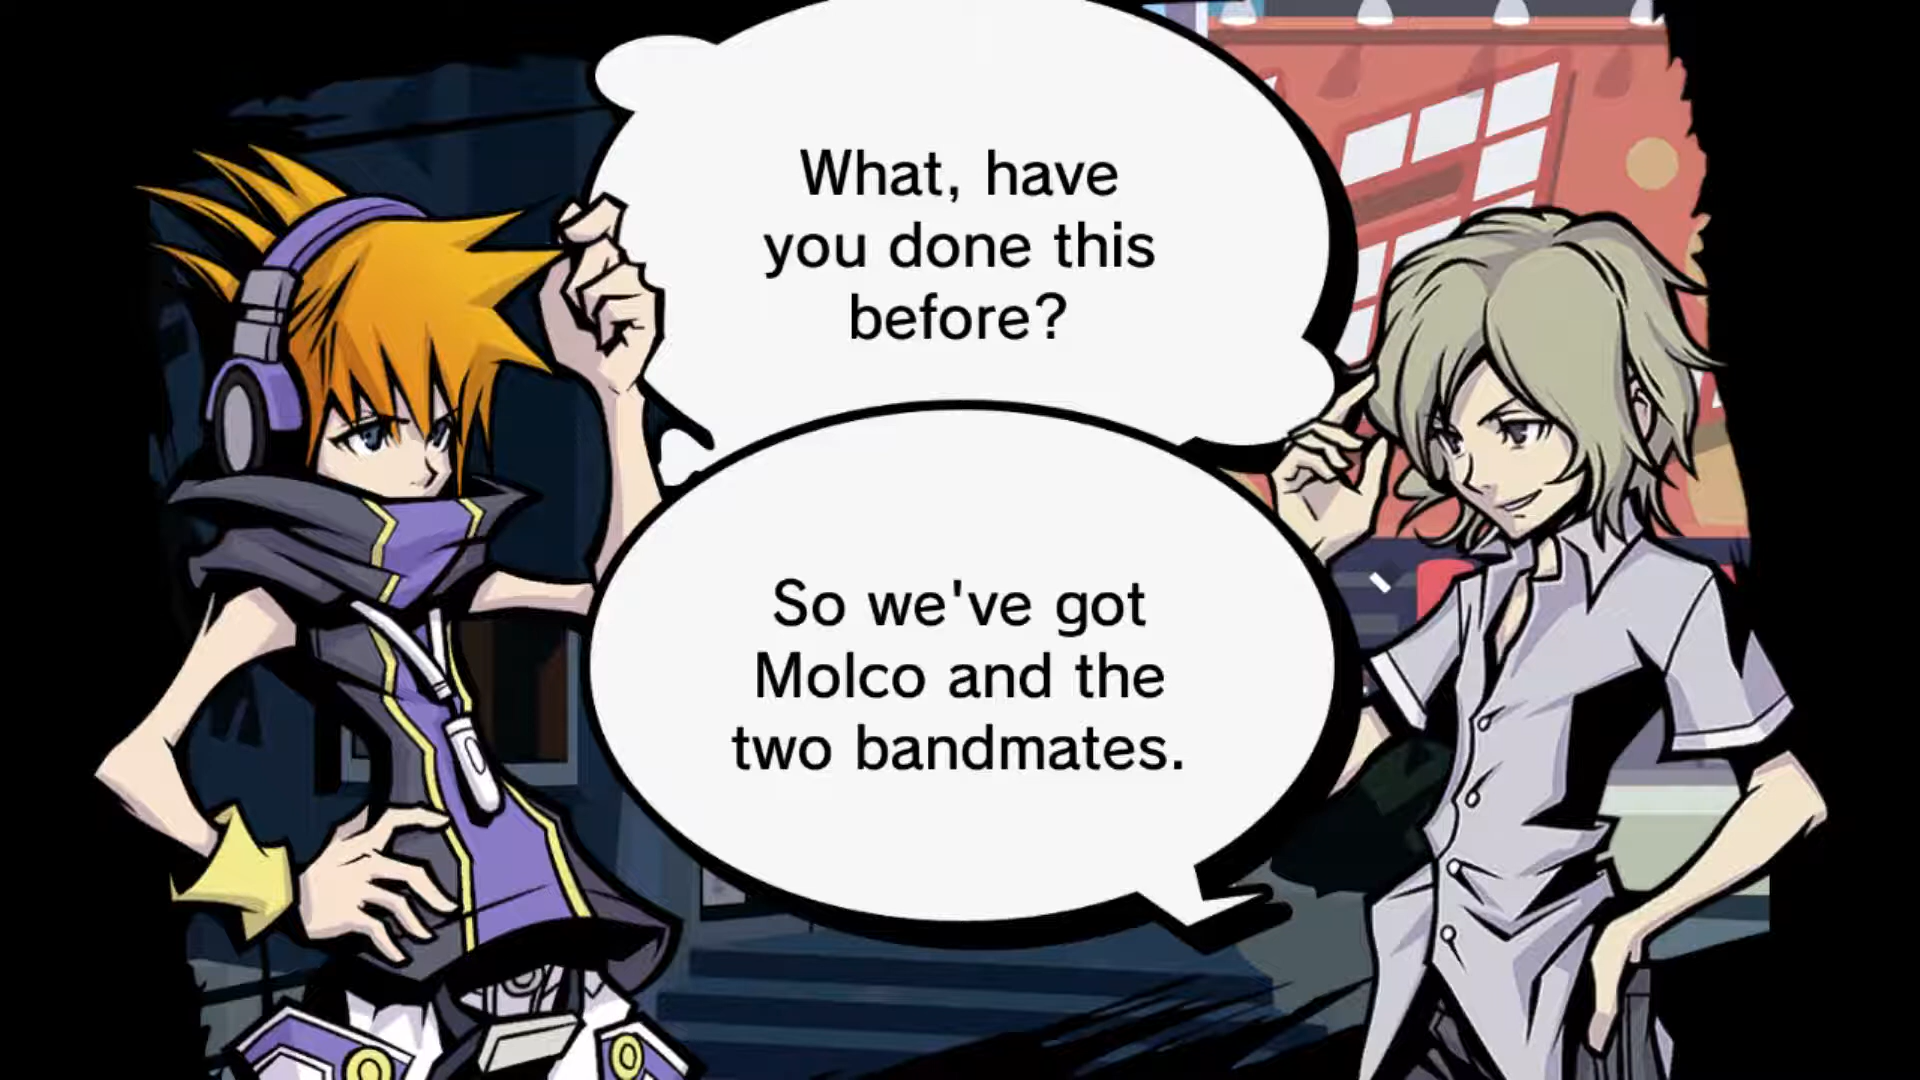 What, have
you done this
before?
So we've got
Molco and the
two bandmates.